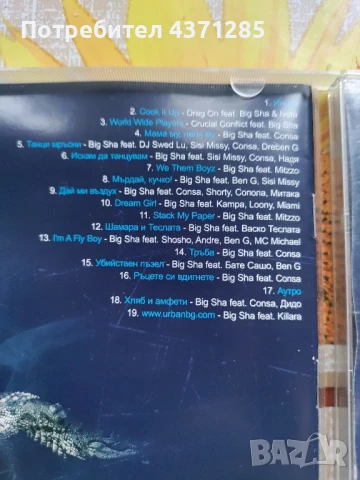 Потребител 4371285
1. Интро
2. Cook It Up - Drag On feat. Big Sha & Nota
3. World Wide Players - Crucial Conflict feat. Big Sha
4. Мами му, - Big Sha feat. Consa
5. Танци мръсни - Big Sha feat. DJ Swed Lu, Sisi Missy, Consa, Dreben G
6. Искам да танцувам - Big Sha feat. Sisi Missy, Consa, Надя
7. We Them Boyz - Big Sha feat. Mitzzo
8. Мърдай, кучко! - Big Sha feat. Ben G, Sisi Missy
9. Дай ми въздух - Big Sha feat. Consa, Shorty, Conona, Митака
10. Dream Girl - Big Sha feat. Kampa, Loony, Miami
11. Stack My Paper - Big Sha feat. Mitzzo
12. Шамара и Теслата - Big Sha feat. Васко Теслата
13. I'm A Fly Boy - Big Sha feat. Shosho, Andre, Ben G, MC Michael
14. Тръба - Big Sha feat. Consa
15. Убийствен пъзел - Big Sha feat. Бате Сашо, Ben G
16. Ръцете си вдигнете - Big Sha feat. Consa
17. Аутро
18. Хляб и амфети - Big Sha feat. Consa, Дидо
19. www.urbanbg.com - Big Sha feat. Killara
BAZAR